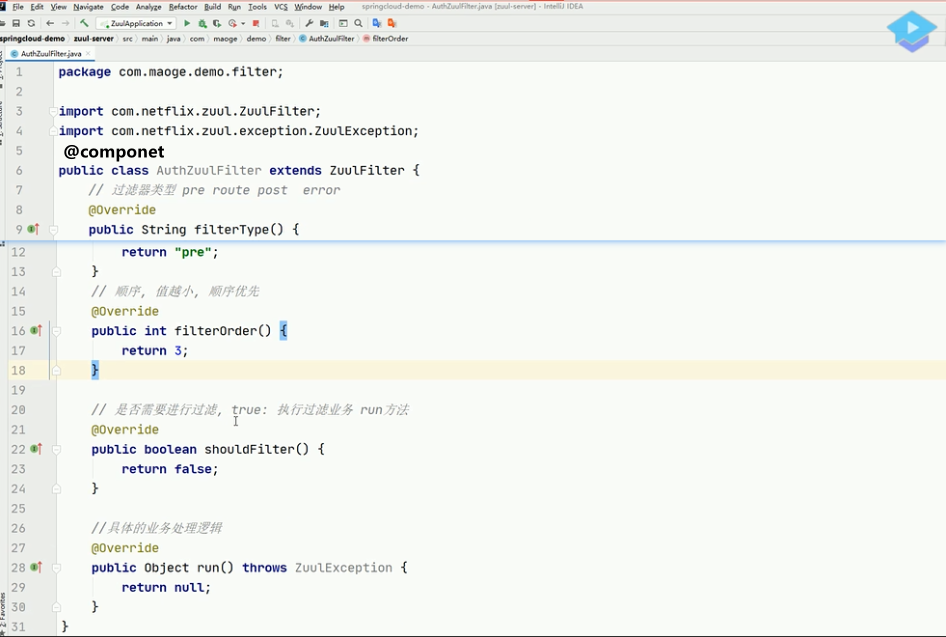 File Edit View Navigate Code Analyze Refactor Build Run Tools VCS Window Help springcloud-demo - AuthZuulFilter.java [zuul-server] - IntelliJ IDEA
ZuulApplication
springcloud-demo zuul-server src main java com maoge demo filter AuthZuulFilter filterOrder
AuthZuulFilter.java
1 package com.maoge.demo.filter;
2
3 import com.netflix.zuul.ZuulFilter;
4 import com.netflix.zuul.exception.ZuulException;
5 @componet
6 public class AuthZuulFilter extends ZuulFilter {
7 // 过滤器类型 pre route post error
8 @Override
9 public String filterType() {
12 return "pre";
13 }
14 // 顺序, 值越小, 顺序优先
15 @Override
16 public int filterOrder() {
17 return 3;
18 }
19
20 // 是否需要进行过滤, true: 执行过滤业务 run方法
21 @Override
22 public boolean shouldFilter() {
23 return false;
24 }
25
26 //具体的业务处理逻辑
27 @Override
28 public Object run() throws ZuulException {
29 return null;
30 }
31 }
2: Favorites